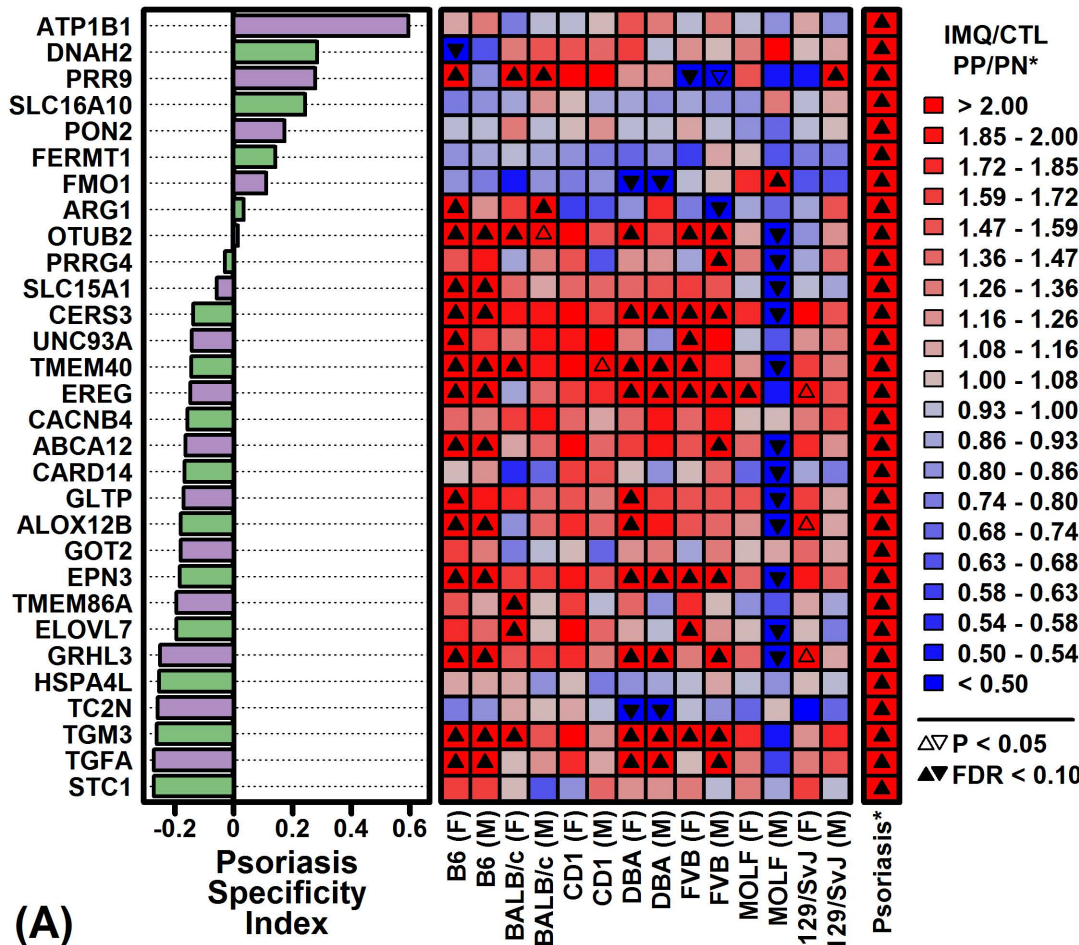 ATP1B1
DNAH2
PRR9
SLC16A10
PON2
FERMT1
FMO1
ARG1
OTUB2
PRRG4
SLC15A1
CERS3
UNC93A
TMEM40
EREG
CACNB4
ABCA12
CARD14
GLTP
ALOX12B
GOT2
EPN3
TMEM86A
ELOVL7
GRHL3
HSPA4L
TC2N
TGM3
TGFA
STC1
-0.2 0 0.2 0.4 0.6
Psoriasis
Specificity
Index
(A)
B6 (F)
B6 (M)
BALB/c (F)
BALB/c (M)
CD1 (F)
CD1 (M)
DBA (F)
DBA (M)
FVB (F)
FVB (M)
MOLF (F)
MOLF (M)
129/SvJ (F)
129/SvJ (M)
Psoriasis*
IMQ/CTL
PP/PN*
> 2.00
1.85 - 2.00
1.72 - 1.85
1.59 - 1.72
1.47 - 1.59
1.36 - 1.47
1.26 - 1.36
1.16 - 1.26
1.08 - 1.16
1.00 - 1.08
0.93 - 1.00
0.86 - 0.93
0.80 - 0.86
0.74 - 0.80
0.68 - 0.74
0.63 - 0.68
0.58 - 0.63
0.54 - 0.58
0.50 - 0.54
< 0.50
△▽ P < 0.05
▲▼ FDR < 0.10